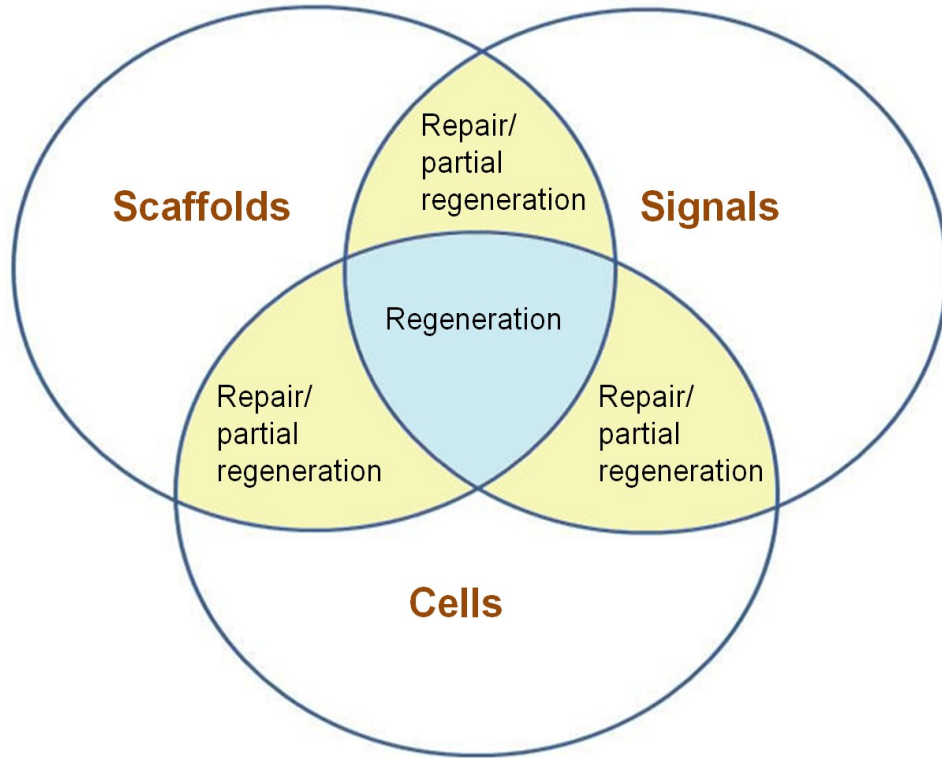 Repair/
partial
regeneration
Scaffolds
Signals
Regeneration
Repair/
partial
regeneration
Repair/
partial
regeneration
Cells